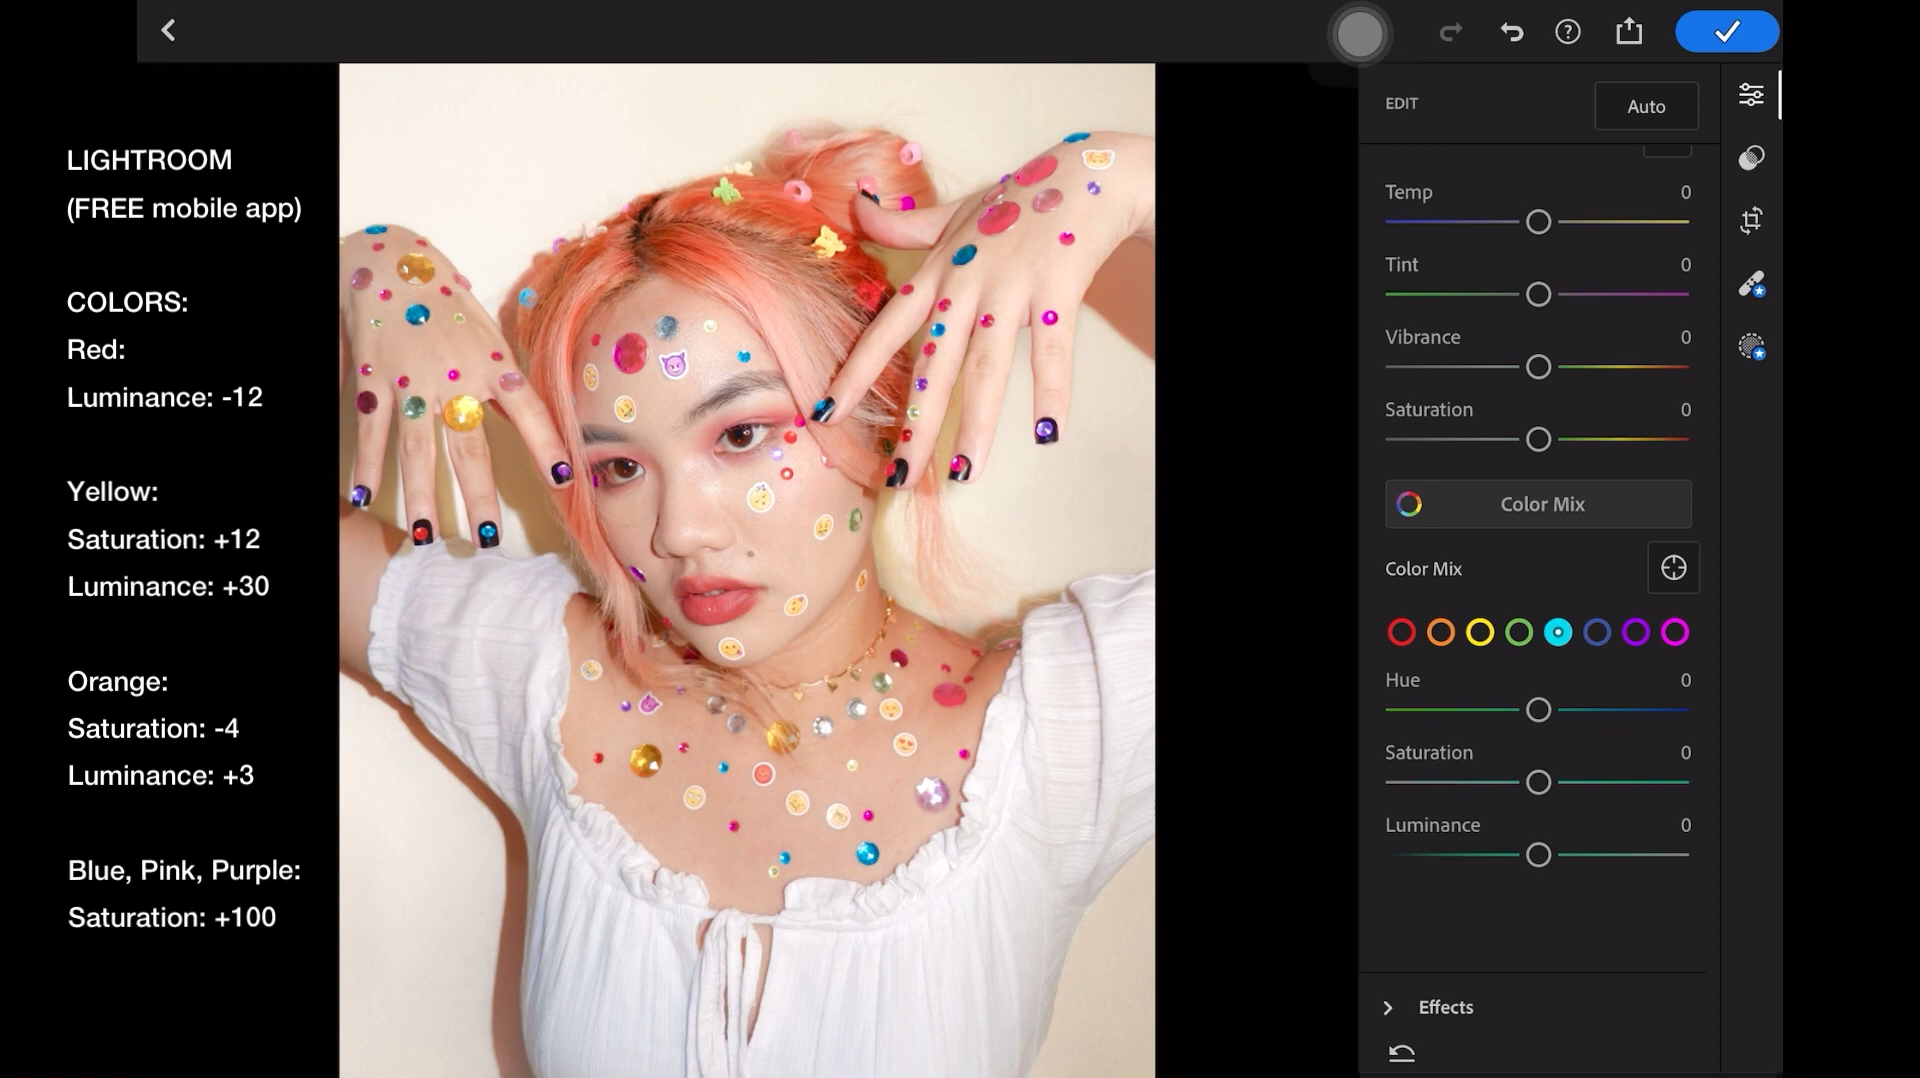 LIGHTROOM
(FREE mobile app)
COLORS:
Red:
Luminance: -12
Yellow:
Saturation: +12
Luminance: +30
Orange:
Saturation: -4
Luminance: +3
Blue, Pink, Purple:
Saturation: +100
EDIT
Auto
Temp 0
Tint 0
Vibrance 0
Saturation 0
Color Mix
Color Mix
Hue 0
Saturation 0
Luminance 0
Effects